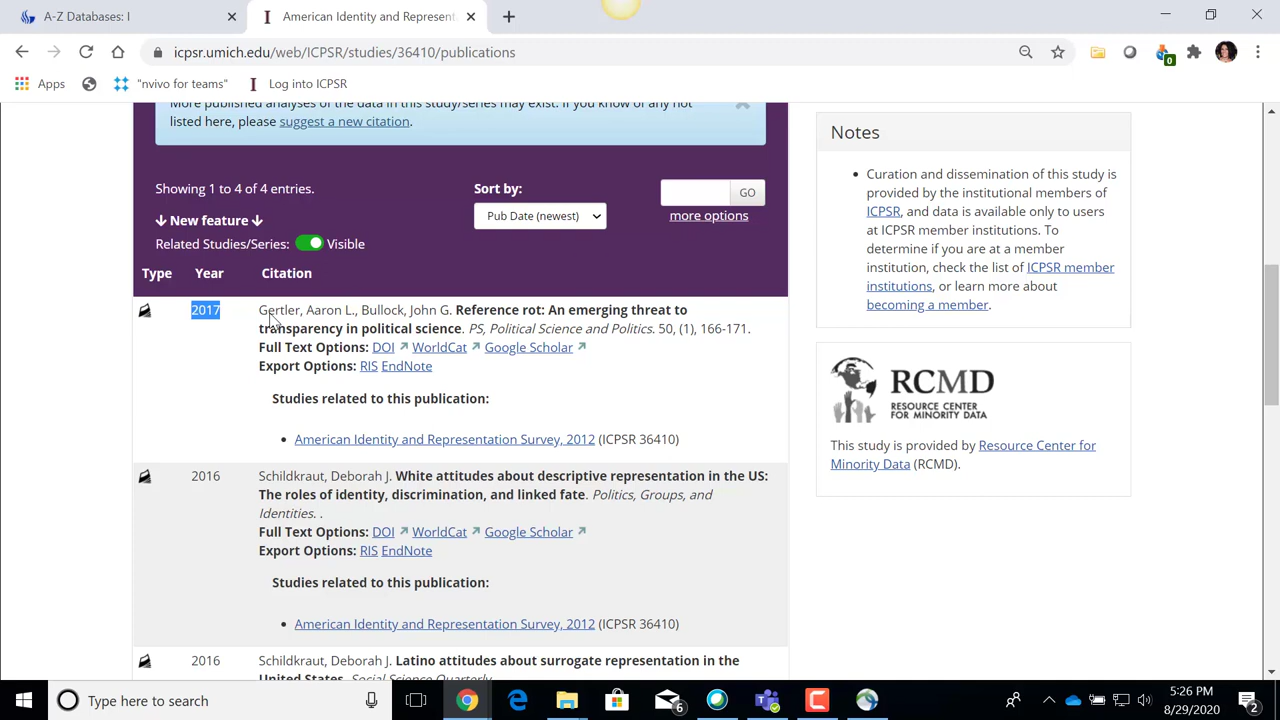 A-Z Databases: I
American Identity and Represent
icpsr.umich.edu/web/ICPSR/studies/36410/publications
0
Apps
"nvivo for teams"
Log into ICPSR
More published analyses of the data in this study/series may exist. If you know of any not
listed here, please suggest a new citation.
Showing 1 to 4 of 4 entries.
Sort by:
GO
New feature
Pub Date (newest)
more options
Related Studies/Series: Visible
Type Year Citation
2017 Gertler, Aaron L., Bullock, John G. Reference rot: An emerging threat to
transparency in political science. PS, Political Science and Politics. 50, (1), 166-171.
Full Text Options: DOI WorldCat Google Scholar
Export Options: RIS EndNote
Studies related to this publication:
• American Identity and Representation Survey, 2012 (ICPSR 36410)
2016 Schildkraut, Deborah J. White attitudes about descriptive representation in the US:
The roles of identity, discrimination, and linked fate. Politics, Groups, and
Identities. .
Full Text Options: DOI WorldCat Google Scholar
Export Options: RIS EndNote
Studies related to this publication:
• American Identity and Representation Survey, 2012 (ICPSR 36410)
2016 Schildkraut, Deborah J. Latino attitudes about surrogate representation in the
United States. Social Science Quarterly.
Notes
• Curation and dissemination of this study is
provided by the institutional members of
ICPSR, and data is available only to users
at ICPSR member institutions. To
determine if you are at a member
institution, check the list of ICPSR member
institutions, or learn more about
becoming a member.
RCMD
RESOURCE CENTER
FOR MINORITY DATA
This study is provided by Resource Center for
Minority Data (RCMD).
Type here to search
6
5:26 PM
8/29/2020
2